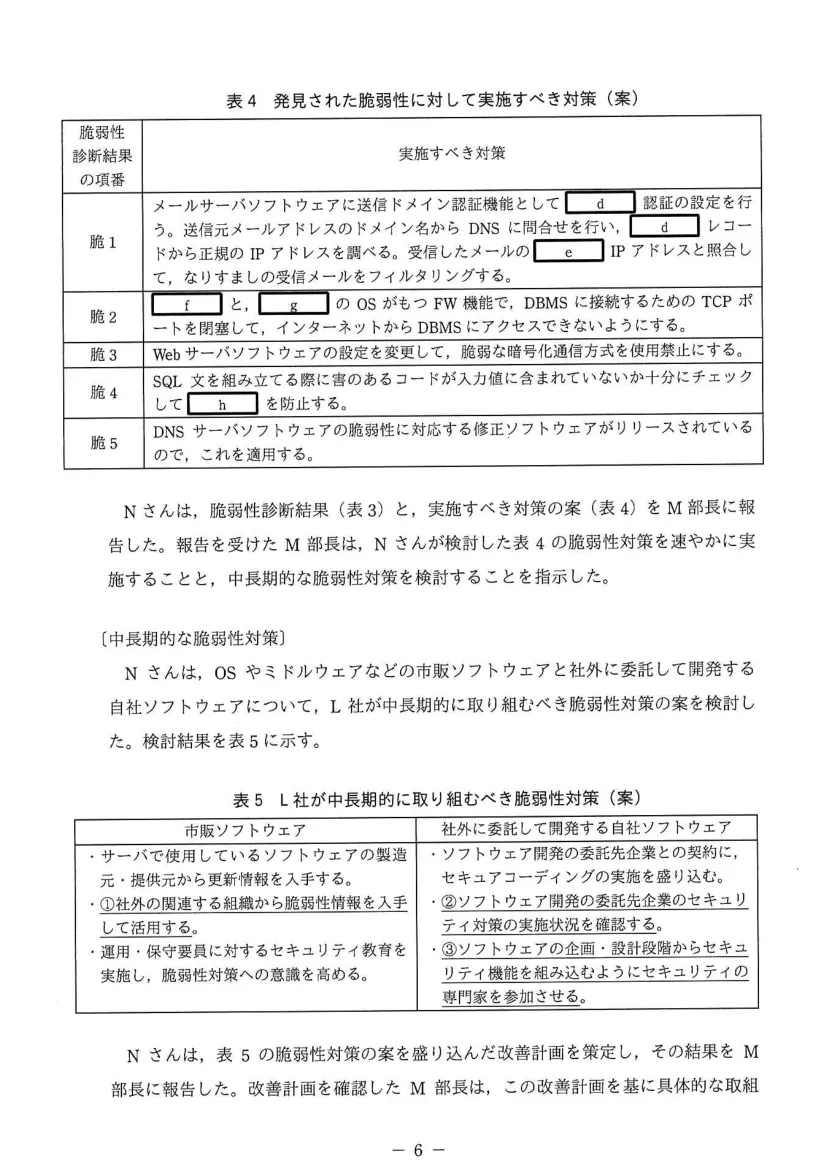 表4 発見された脆弱性に対して実施すべき対策（案）
脆弱性
診断結果
の項番
実施すべき対策
脆1
メールサーバソフトウェアに送信ドメイン認証機能として d 認証の設定を行
う。送信元メールアドレスのドメイン名から DNS に問合せを行い， d レコー
ドから正規の IP アドレスを調べる。受信したメールの e IP アドレスと照合し
て，なりすましの受信メールをフィルタリングする。
脆2
f と， g の OS がもつ FW 機能で，DBMS に接続するための TCP ポ
ートを閉塞して，インターネットから DBMS にアクセスできないようにする。
脆3
Web サーバソフトウェアの設定を変更して，脆弱な暗号化通信方式を使用禁止にする。
脆4
SQL 文を組み立てる際に害のあるコードが入力値に含まれていないか十分にチェック
して h を防止する。
脆5
DNS サーバソフトウェアの脆弱性に対応する修正ソフトウェアがリリースされている
ので，これを適用する。
N さんは，脆弱性診断結果（表3）と，実施すべき対策の案（表4）を M 部長に報
告した。報告を受けた M 部長は，N さんが検討した表 4 の脆弱性対策を速やかに実
施することと，中長期的な脆弱性対策を検討することを指示した。
〔中長期的な脆弱性対策〕
N さんは，OS やミドルウェアなどの市販ソフトウェアと社外に委託して開発する
自社ソフトウェアについて，L 社が中長期的に取り組むべき脆弱性対策の案を検討し
た。検討結果を表5に示す。
表5 L社が中長期的に取り組むべき脆弱性対策（案）
市販ソフトウェア
・サーバで使用しているソフトウェアの製造
元・提供元から更新情報を入手する。
・①社外の関連する組織から脆弱性情報を入手
して活用する。
・運用・保守要員に対するセキュリティ教育を
実施し，脆弱性対策への意識を高める。
社外に委託して開発する自社ソフトウェア
・ソフトウェア開発の委託先企業との契約に，
セキュアコーディングの実施を盛り込む。
・②ソフトウェア開発の委託先企業のセキュリ
ティ対策の実施状況を確認する。
・③ソフトウェアの企画・設計段階からセキュ
リティ機能を組み込むようにセキュリティの
専門家を参加させる。
N さんは，表 5 の脆弱性対策の案を盛り込んだ改善計画を策定し，その結果を M
部長に報告した。改善計画を確認した M 部長は，この改善計画を基に具体的な取組
－ 6 －